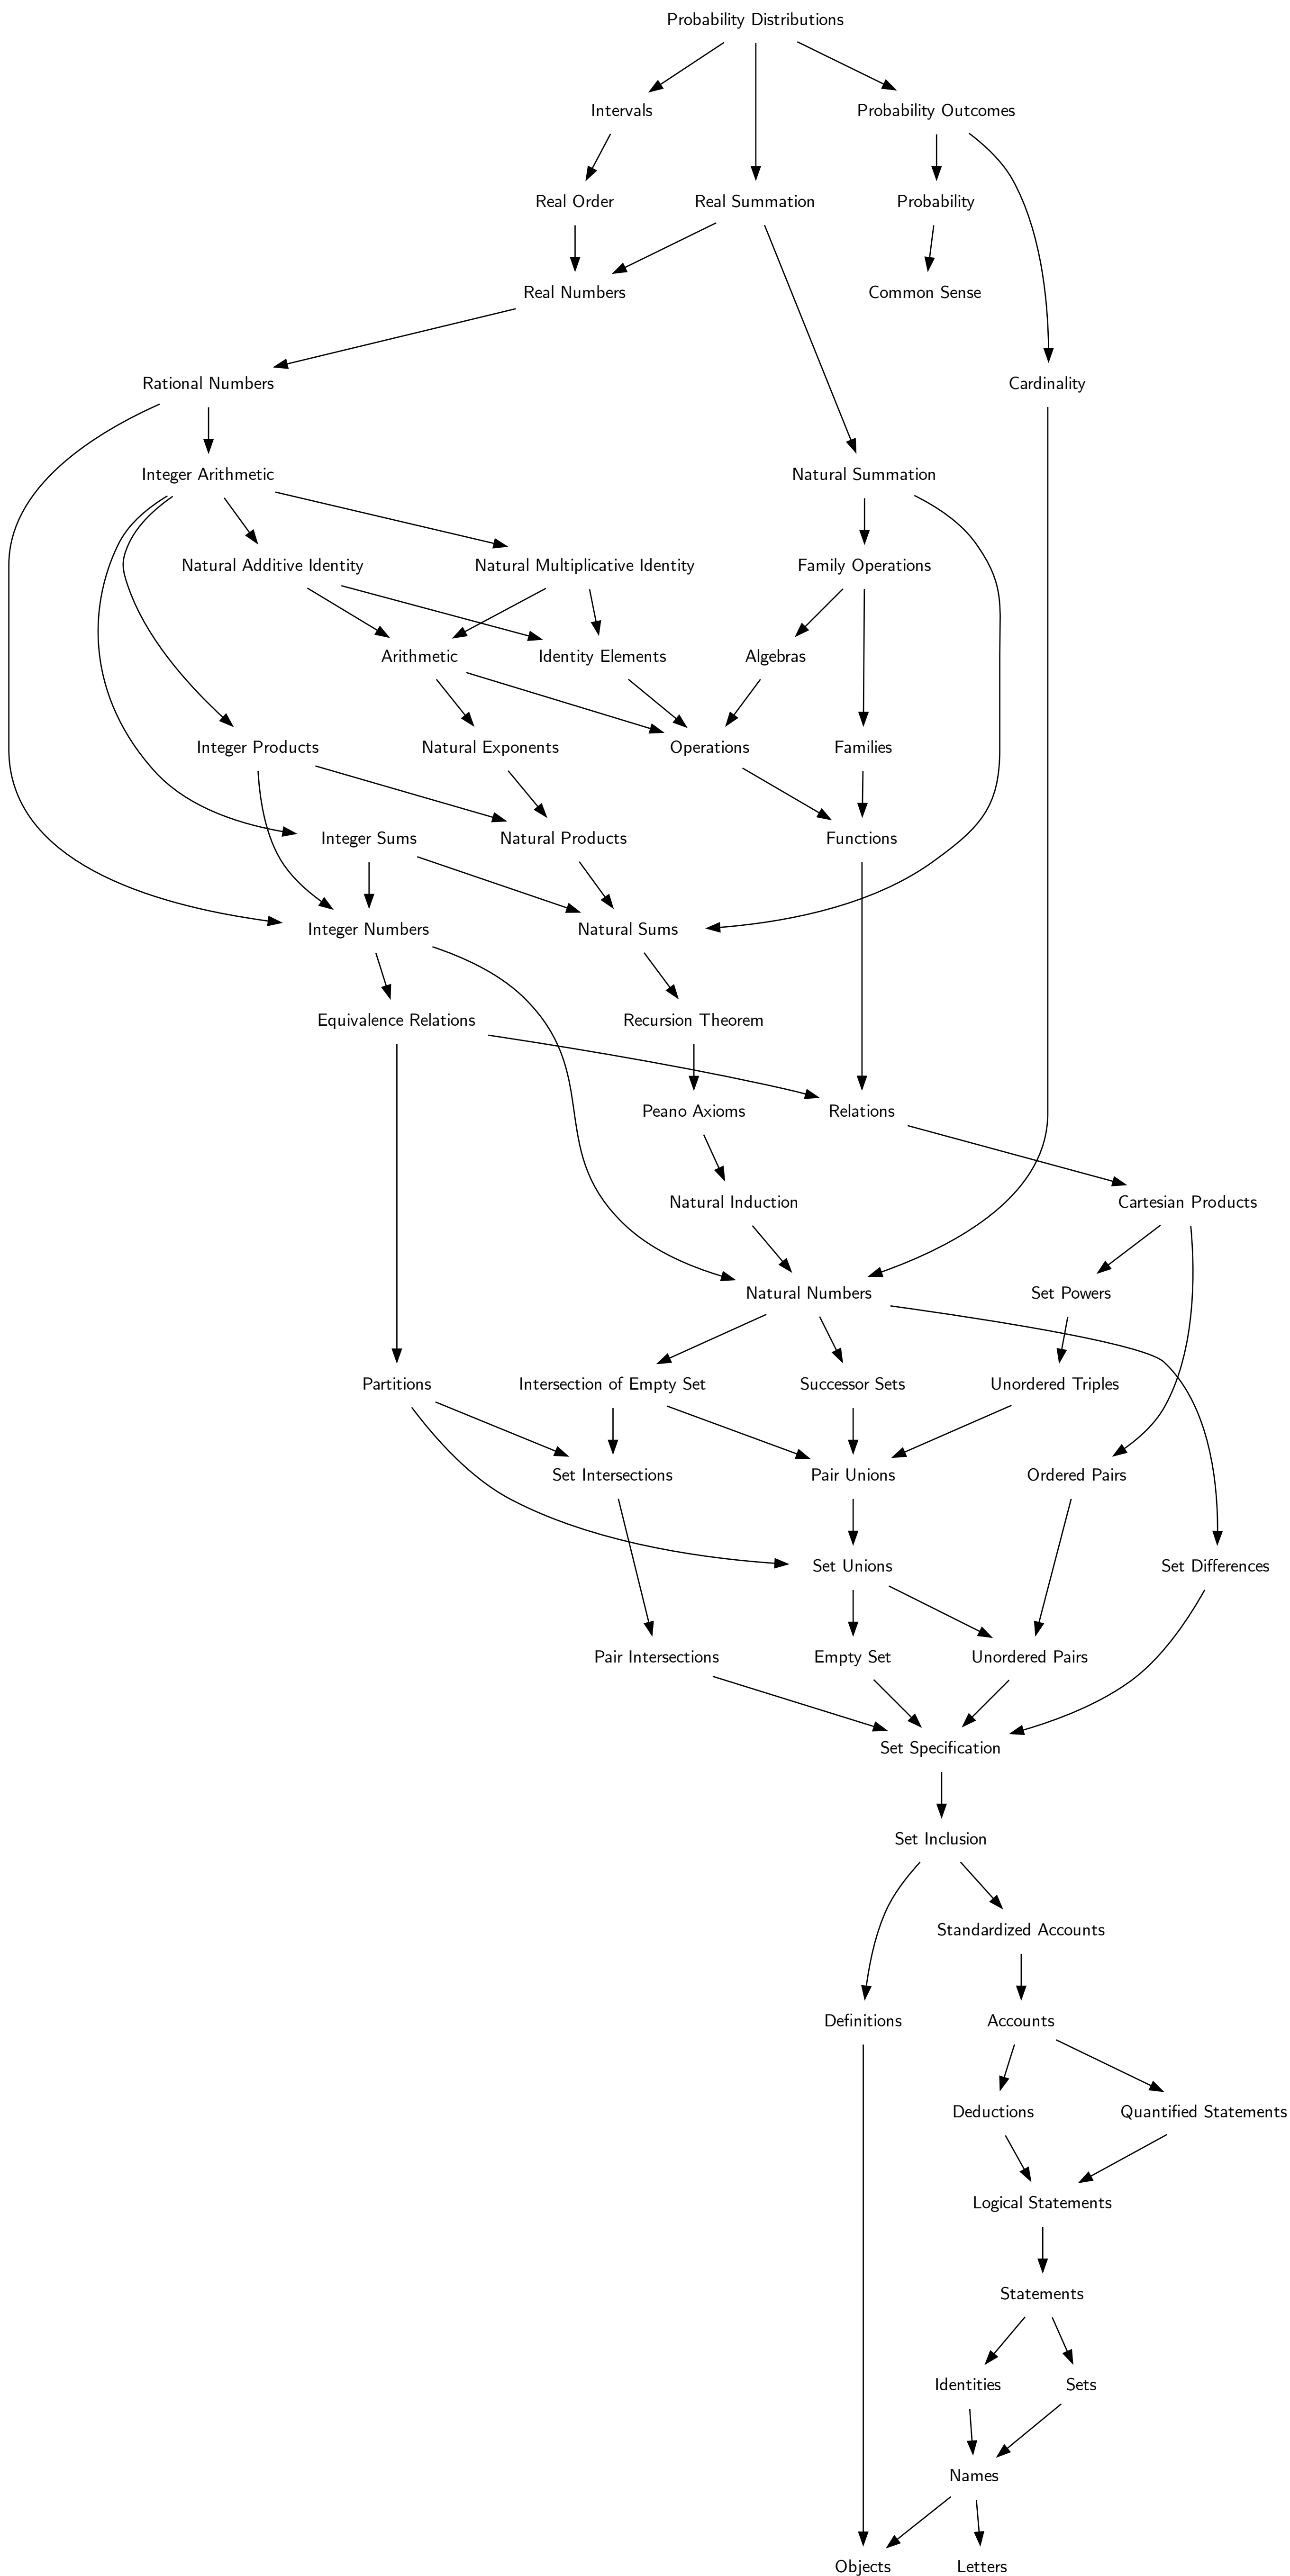 Probability Distributions
Intervals
Probability Outcomes
Real Order
Real Summation
Probability
Real Numbers
Common Sense
Rational Numbers
Cardinality
Integer Arithmetic
Natural Summation
Natural Additive Identity
Natural Multiplicative Identity
Family Operations
Arithmetic
Identity Elements
Algebras
Integer Products
Natural Exponents
Operations
Families
Integer Sums
Natural Products
Functions
Integer Numbers
Natural Sums
Equivalence Relations
Recursion Theorem
Peano Axioms
Relations
Natural Induction
Cartesian Products
Natural Numbers
Set Powers
Partitions
Intersection of Empty Set
Successor Sets
Unordered Triples
Set Intersections
Pair Unions
Ordered Pairs
Set Unions
Set Differences
Pair Intersections
Empty Set
Unordered Pairs
Set Specification
Set Inclusion
Standardized Accounts
Definitions
Accounts
Deductions
Quantified Statements
Logical Statements
Statements
Identities
Sets
Names
Objects
Letters